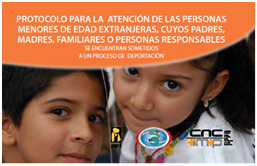 PROTOCOLO PARA LA ATENCIÓN DE LAS PERSONAS
MENORES DE EDAD EXTRANJERAS, CUYOS PADRES,
MADRES, FAMILIARES O PERSONAS RESPONSABLES
SE ENCUENTRAN SOMETIDOS
A UN PROCESO DE DEPORTACIÓN
cnc